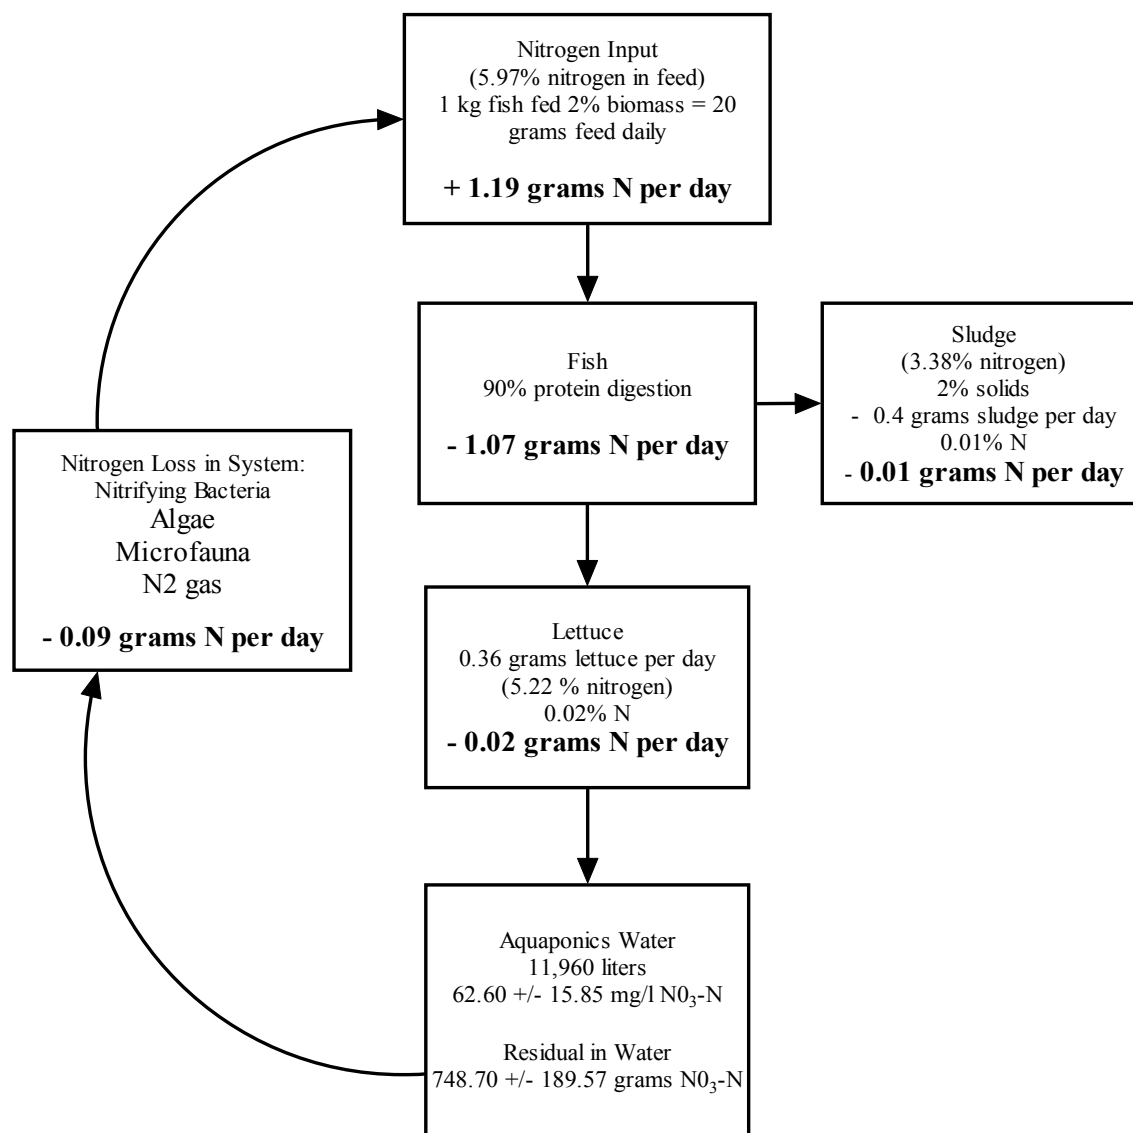 Nitrogen Input
(5.97% nitrogen in feed)
1 kg fish fed 2% biomass = 20
grams feed daily
+ 1.19 grams N per day
Fish
90% protein digestion
- 1.07 grams N per day
Sludge
(3.38% nitrogen)
2% solids
- 0.4 grams sludge per day
0.01% N
- 0.01 grams N per day
Nitrogen Loss in System:
Nitrifying Bacteria
Algae
Microfauna
N2 gas
- 0.09 grams N per day
Lettuce
0.36 grams lettuce per day
(5.22 % nitrogen)
0.02% N
- 0.02 grams N per day
Aquaponics Water
11,960 liters
62.60 +/- 15.85 mg/l N0₃-N
Residual in Water
748.70 +/- 189.57 grams N0₃-N